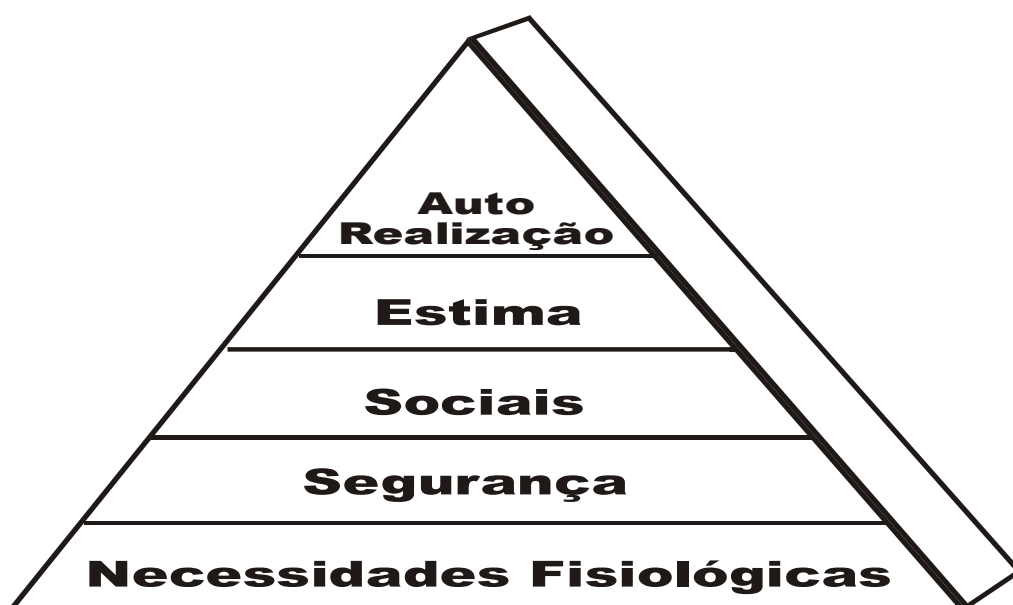 Auto
Realização
Estima
Sociais
Segurança
Necessidades Fisiológicas